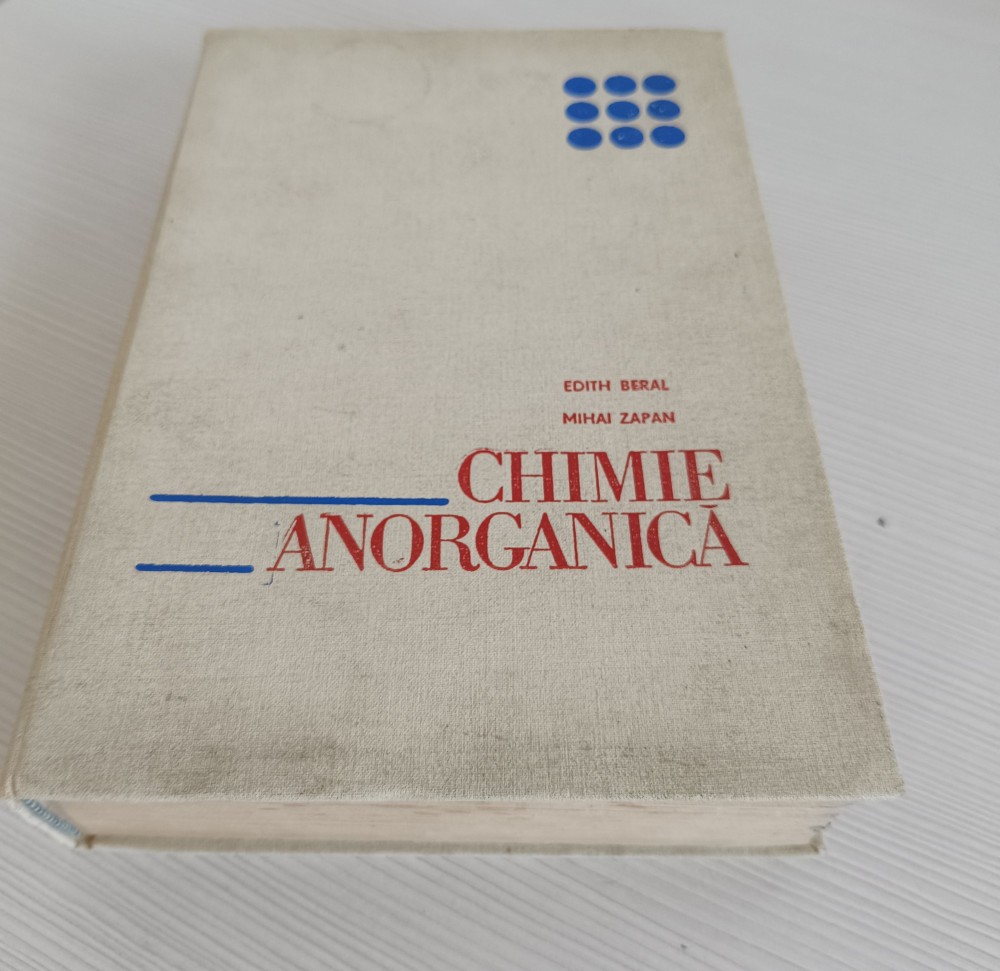 EDITH BERAL
MIHAI ZAPAN
CHIMIE
ANORGANICĂ